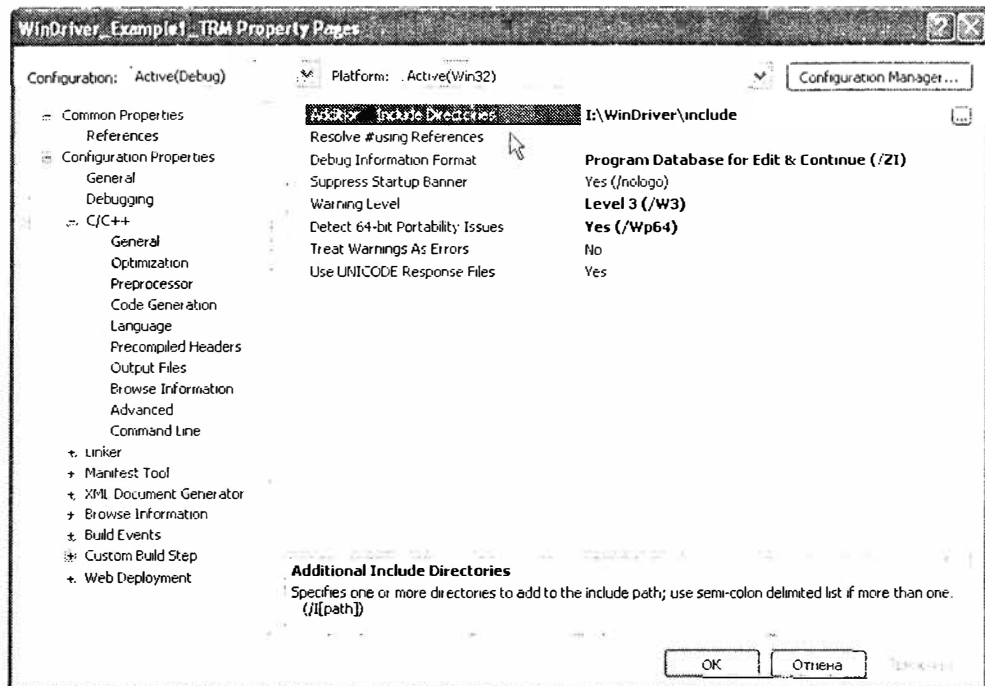 WinDriver_Example1_TRM Property Pages
Configuration: Active(Debug) Platform: Active(Win32) Configuration Manager...
Common Properties
References
Configuration Properties
General
Debugging
C/C++
General
Optimization
Preprocessor
Code Generation
Language
Precompiled Headers
Output Files
Browse Information
Advanced
Command Line
Linker
Manifest Tool
XML Document Generator
Browse Information
Build Events
Custom Build Step
Web Deployment
Include Directories I:\WinDriver\include ...
Resolve #using References
Debug Information Format Program Database for Edit & Continue (/ZI)
Suppress Startup Banner Yes (/nologo)
Warning Level Level 3 (/W3)
Detect 64-bit Portability Issues Yes (/Wp64)
Treat Warnings As Errors No
Use UNICODE Response Files Yes
Additional Include Directories
Specifies one or more directories to add to the include path; use semi-colon delimited list if more than one.
(/I[path])
OK Отмена